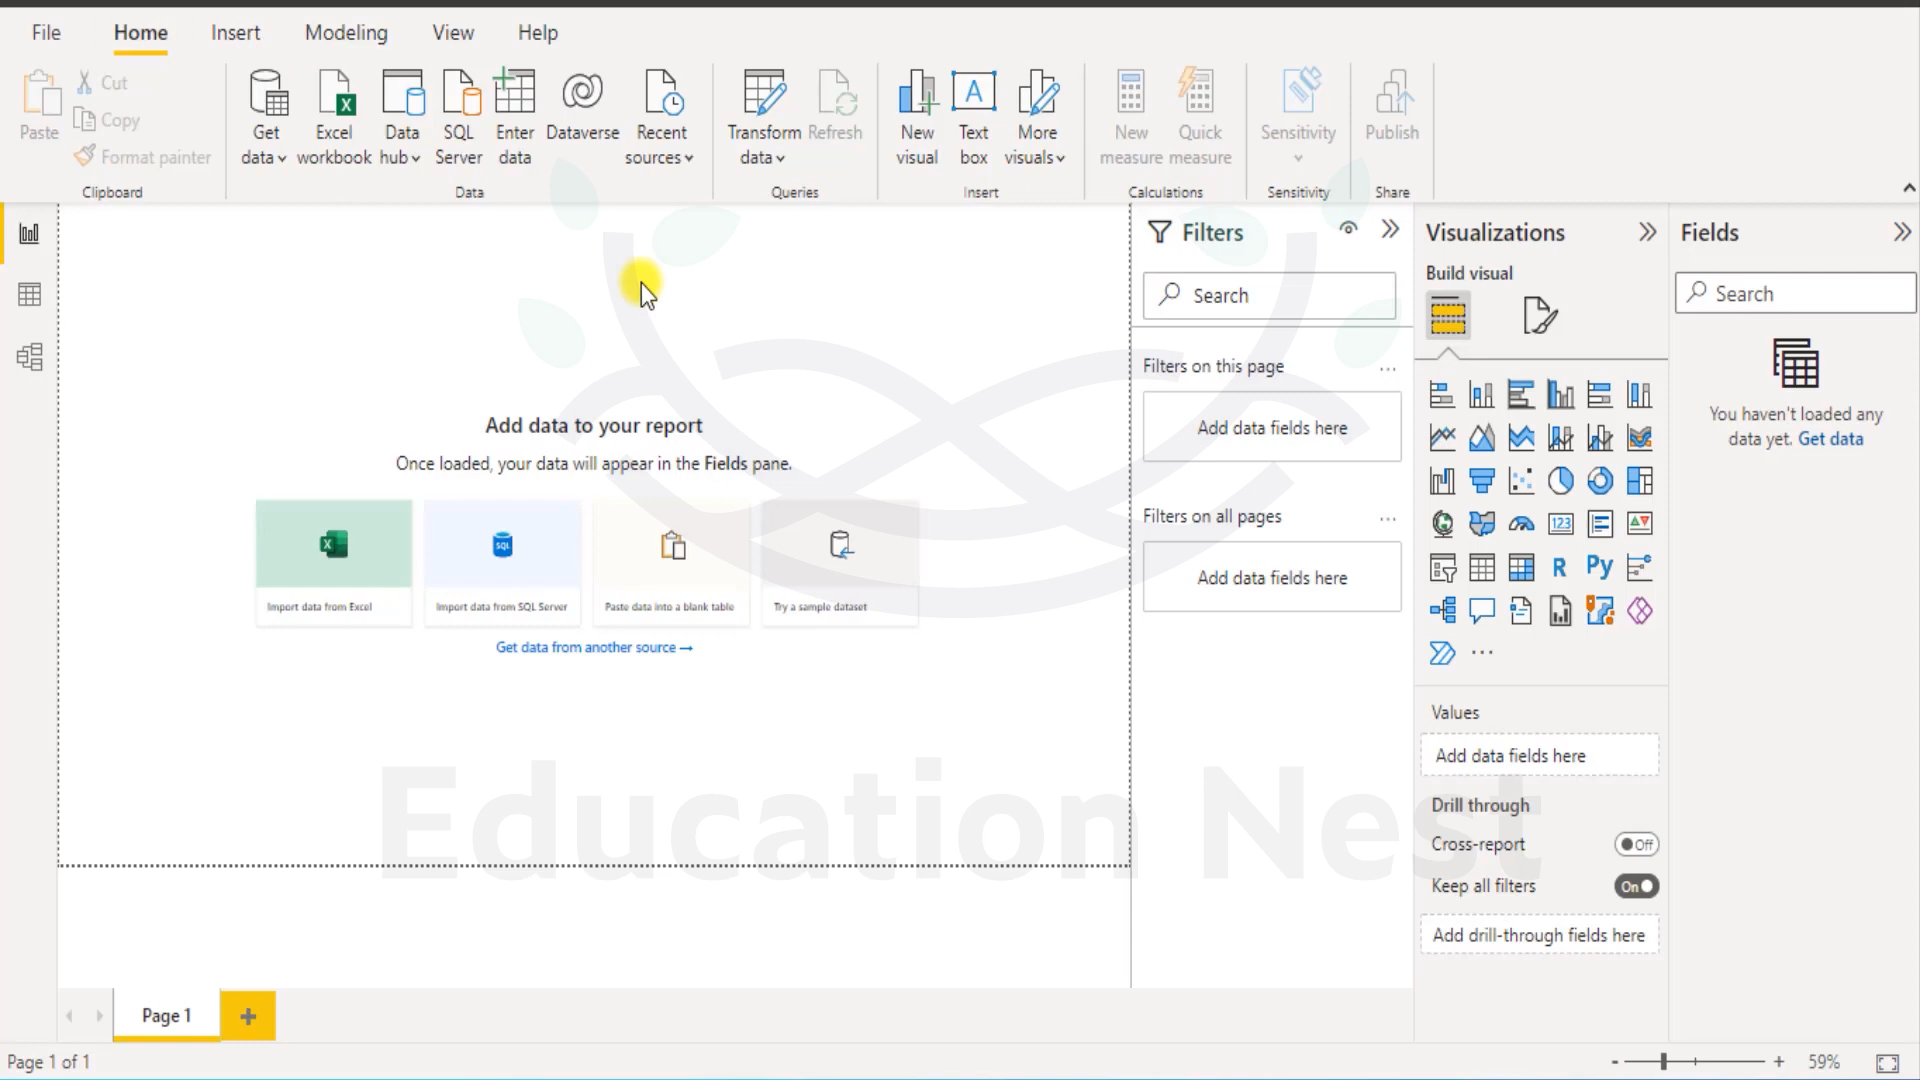 File Home Insert Modeling View Help
Paste
Cut
Copy
Format painter
Clipboard
Get data
Excel workbook
Data hub
SQL Server
Enter data
Dataverse
Recent sources
Data
Transform data
Refresh
Queries
New visual
Text box
More visuals
Insert
New measure
Quick measure
Calculations
Sensitivity
Sensitivity
Publish
Share
Add data to your report
Once loaded, your data will appear in the Fields pane.
Import data from Excel
SQL
Import data from SQL Server
Paste data into a blank table
Try a sample dataset
Get data from another source →
Filters
Search
Filters on this page ...
Add data fields here
Filters on all pages ...
Add data fields here
Visualizations
Build visual
123
R Py
...
Values
Add data fields here
Drill through
Cross-report Off
Keep all filters On
Add drill-through fields here
Fields
Search
You haven't loaded any
data yet. Get data
Education Nest
Page 1 +
Page 1 of 1
- + 59%